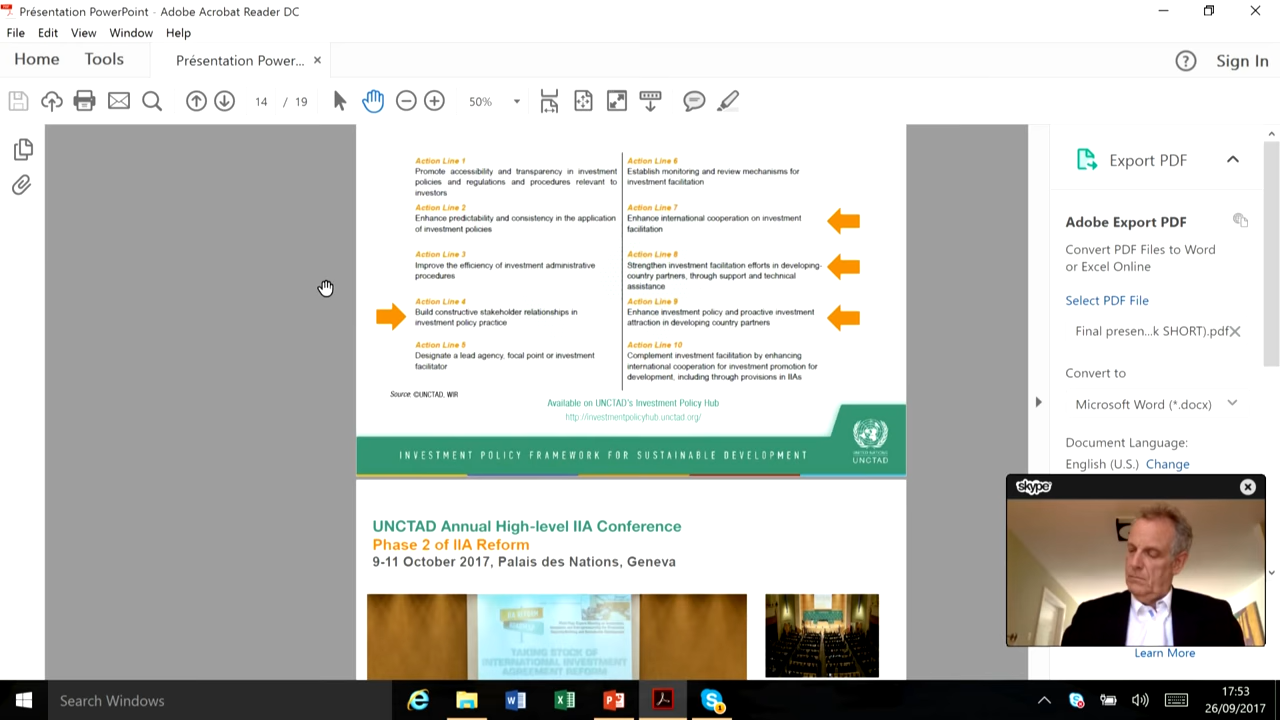 Présentation PowerPoint - Adobe Acrobat Reader DC
File Edit View Window Help
Home Tools Présentation Power... × Sign In
14 / 19 50%
Action Line 1
Promote accessibility and transparency in investment
policies and regulations and procedures relevant to
investors
Action Line 2
Enhance predictability and consistency in the application
of investment policies
Action Line 3
Improve the efficiency of investment administrative
procedures
Action Line 4
Build constructive stakeholder relationships in
investment policy practice
Action Line 5
Designate a lead agency, focal point or investment
facilitator
Action Line 6
Establish monitoring and review mechanisms for
investment facilitation
Action Line 7
Enhance international cooperation on investment
facilitation
Action Line 8
Strengthen investment facilitation efforts in developing-
country partners, through support and technical
assistance
Action Line 9
Enhance investment policy and proactive investment
attraction in developing country partners
Action Line 10
Complement investment facilitation by enhancing
international cooperation for investment promotion for
development, including through provisions in IIAs
Source ©UNCTAD, WIR
Available on UNCTAD's Investment Policy Hub
http://investmentpolicyhub.unctad.org/
INVESTMENT POLICY FRAMEWORK FOR SUSTAINABLE DEVELOPMENT
UNITED NATIONS
UNCTAD
UNCTAD Annual High-level IIA Conference
Phase 2 of IIA Reform
9-11 October 2017, Palais des Nations, Geneva
TAKING STOCK OF
INTERNATIONAL INVESTMENT
AGREEMENT REFORM
Export PDF
Adobe Export PDF
Convert PDF Files to Word
or Excel Online
Select PDF File
Final presen...k SHORT).pdf
Convert to
Microsoft Word (*.docx)
Document Language:
English (U.S.) Change
skype
Learn More
Search Windows
17:53
26/09/2017